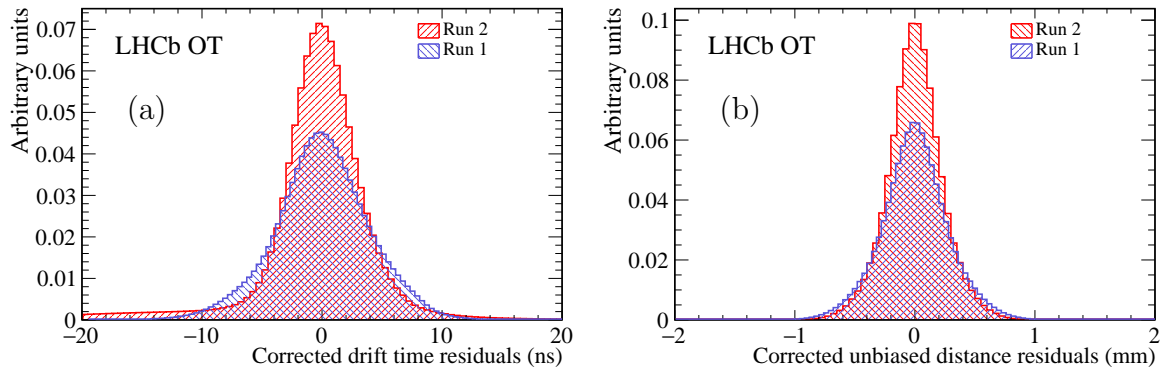 Arbitrary units
0.07
0.06
0.05
0.04
0.03
0.02
0.01
0
LHCb OT
(a)
Run 2
Run 1
−20 −10 0 10 20
Corrected drift time residuals (ns)
Arbitrary units
0.1
0.08
0.06
0.04
0.02
0
LHCb OT
(b)
Run 2
Run 1
−2 −1 0 1 2
Corrected unbiased distance residuals (mm)